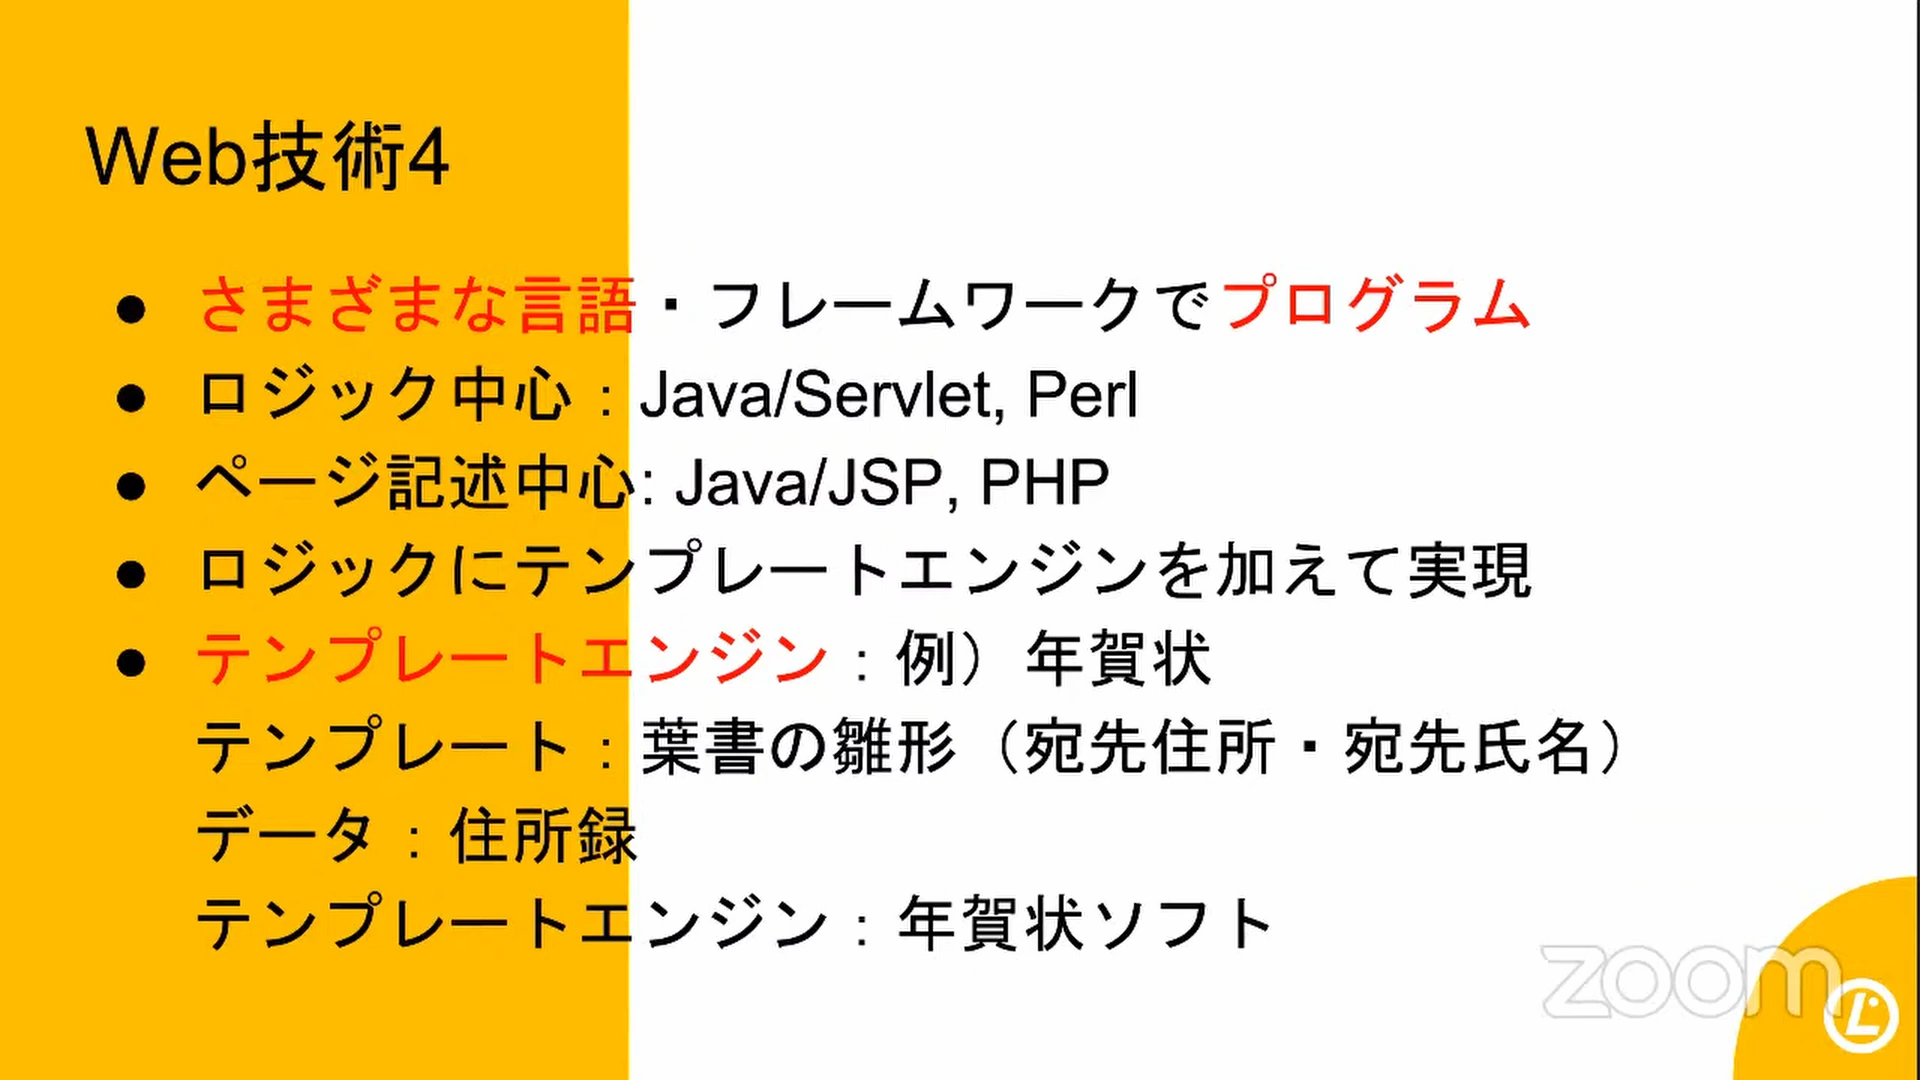 Web技術4
● さまざまな言語・フレームワークでプログラム
● ロジック中心：Java/Servlet, Perl
● ページ記述中心: Java/JSP, PHP
● ロジックにテンプレートエンジンを加えて実現
● テンプレートエンジン：例）年賀状
テンプレート：葉書の雛形（宛先住所・宛先氏名）
データ：住所録
テンプレートエンジン：年賀状ソフト
zoom
L